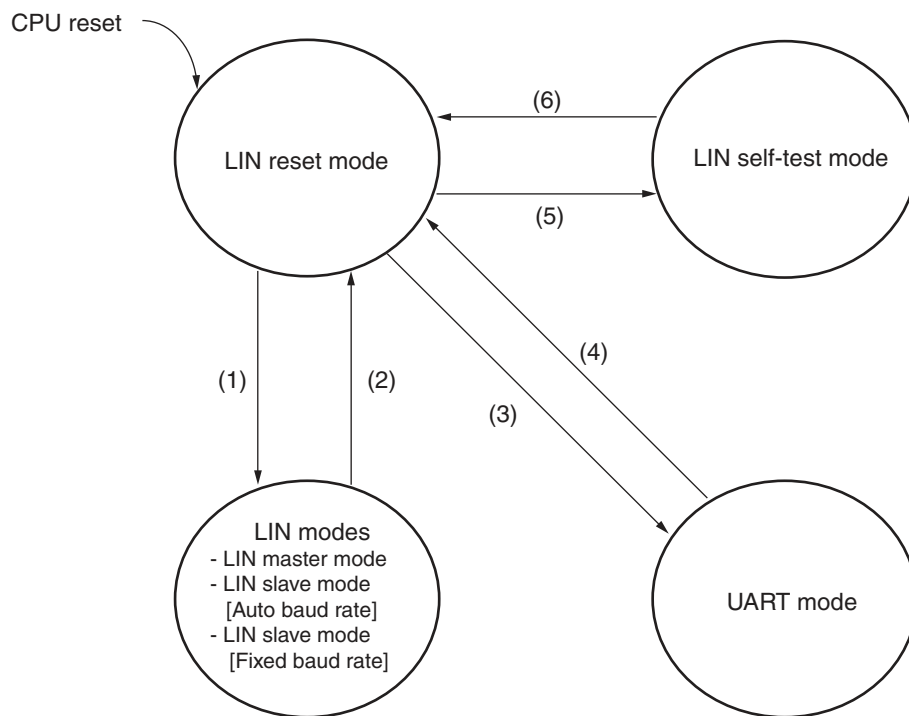 CPU reset
LIN reset mode
(6)
(5)
LIN self-test mode
(1)
(2)
(3)
(4)
LIN modes
- LIN master mode
- LIN slave mode
[Auto baud rate]
- LIN slave mode
[Fixed baud rate]
UART mode